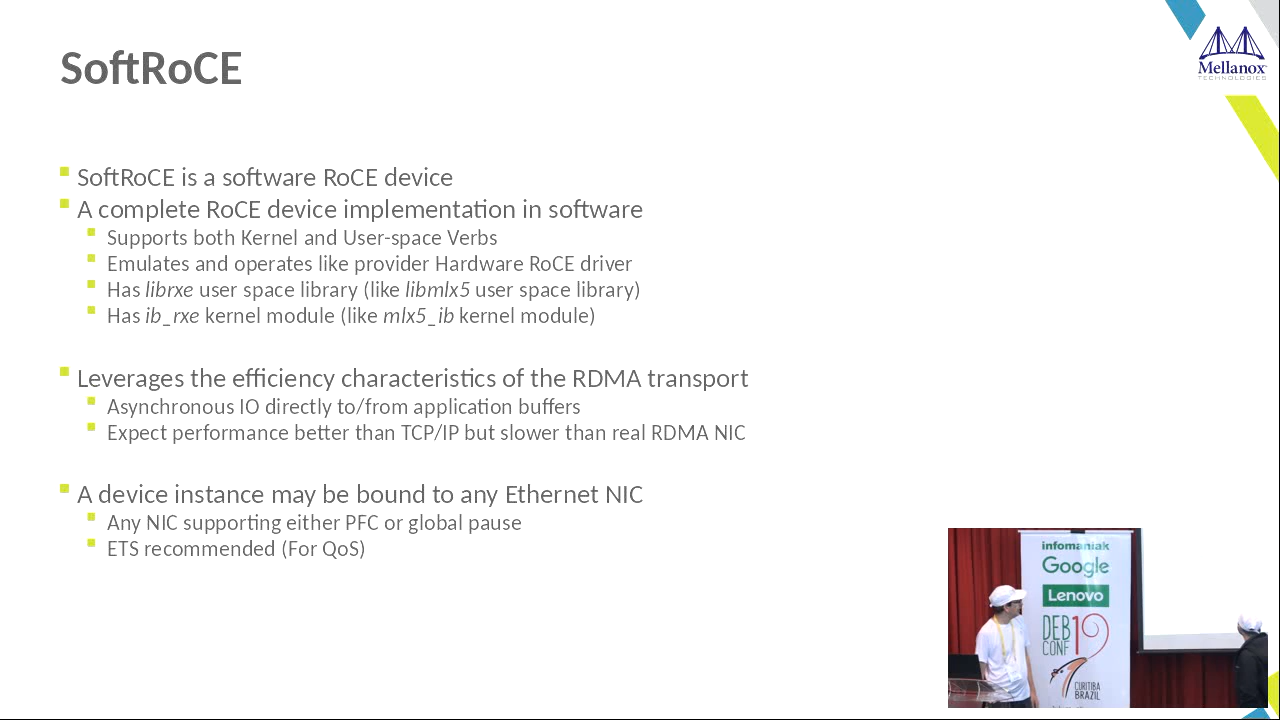 SoftRoCE
Mellanox
TECHNOLOGIES
SoftRoCE is a software RoCE device
A complete RoCE device implementation in software
Supports both Kernel and User-space Verbs
Emulates and operates like provider Hardware RoCE driver
Has librxe user space library (like libmlx5 user space library)
Has ib_rxe kernel module (like mlx5_ib kernel module)
Leverages the efficiency characteristics of the RDMA transport
Asynchronous IO directly to/from application buffers
Expect performance better than TCP/IP but slower than real RDMA NIC
A device instance may be bound to any Ethernet NIC
Any NIC supporting either PFC or global pause
ETS recommended (For QoS)
infomaniak
Google
Lenovo
DEB
CONF 19
CURITIBA
BRAZIL